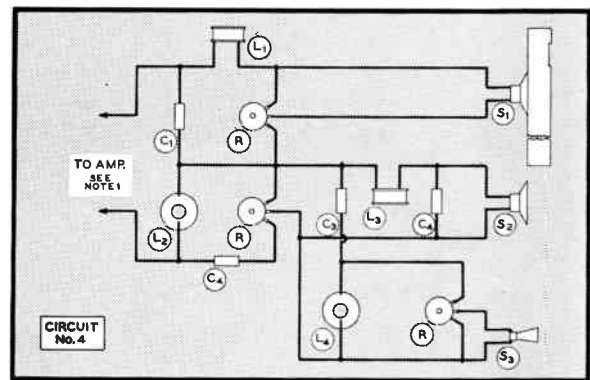 L1
C1
R
S1
TO AMP.
SEE
NOTE 1
L2
R
C3
L3
C4
S2
C4
L4
R
S3
CIRCUIT
No. 4